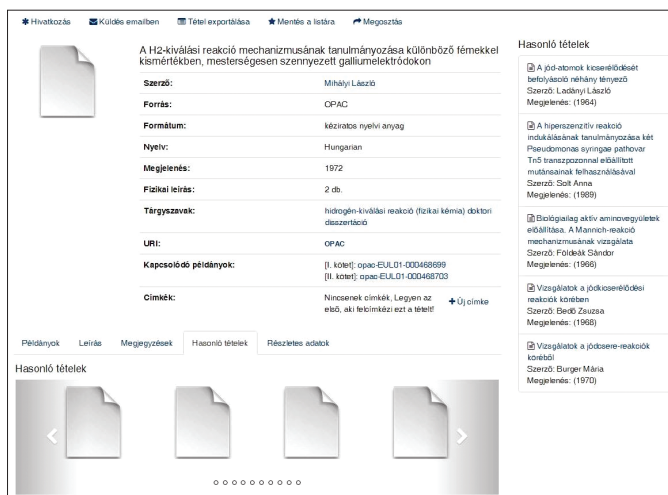 Hivatkozás Küldés emailben Tétel exportálása Mentés a listára Megosztás
A H2-kiválási reakció mechanizmusának tanulmányozása különböző fémekkel
kismértékben, mesterségesen szennyezett galliumelektródokon
Szerző: Mihályi László
Forrás: OPAC
Formátum: kéziratos nyelvi anyag
Nyelv: Hungarian
Megjelenés: 1972
Fizikai leírás: 2 db.
Tárgyszavak: hidrogén-kiválási reakció (fizikai kémia) doktori
disszertáció
URI: OPAC
Kapcsolódó példányok: [I. kötet]: opac-EUL01-000468699
[II. kötet]: opac-EUL01-000468703
Címkék: Nincsenek címkék, Legyen az
első, aki felcímkézi ezt a tételt!
Új címke
Példányok Leírás Megjegyzések Hasonló tételek Részletes adatok
Hasonló tételek
Hasonló tételek
A jód-atomok kicserélődését
befolyásoló néhány tényező
Szerző: Ladányi László
Megjelenés: (1964)
A hiperszenzitív reakció
indukálásának tanulmányozása két
Pseudomonas syringae pathovar
Tn5 transzpozonnal előállított
mutánsainak felhasználásával
Szerző: Solt Anna
Megjelenés: (1989)
Biológiailag aktív aminovegyületek
előállítása. A Mannich-reakció
mechanizmusának vizsgálata
Szerző: Földeák Sándor
Megjelenés: (1966)
Vizsgálatok a jódkicserélődési
reakciók körében
Szerző: Bedő Zsuzsa
Megjelenés: (1968)
Vizsgálatok a jódcsere-reakciók
köréből
Szerző: Burger Mária
Megjelenés: (1970)